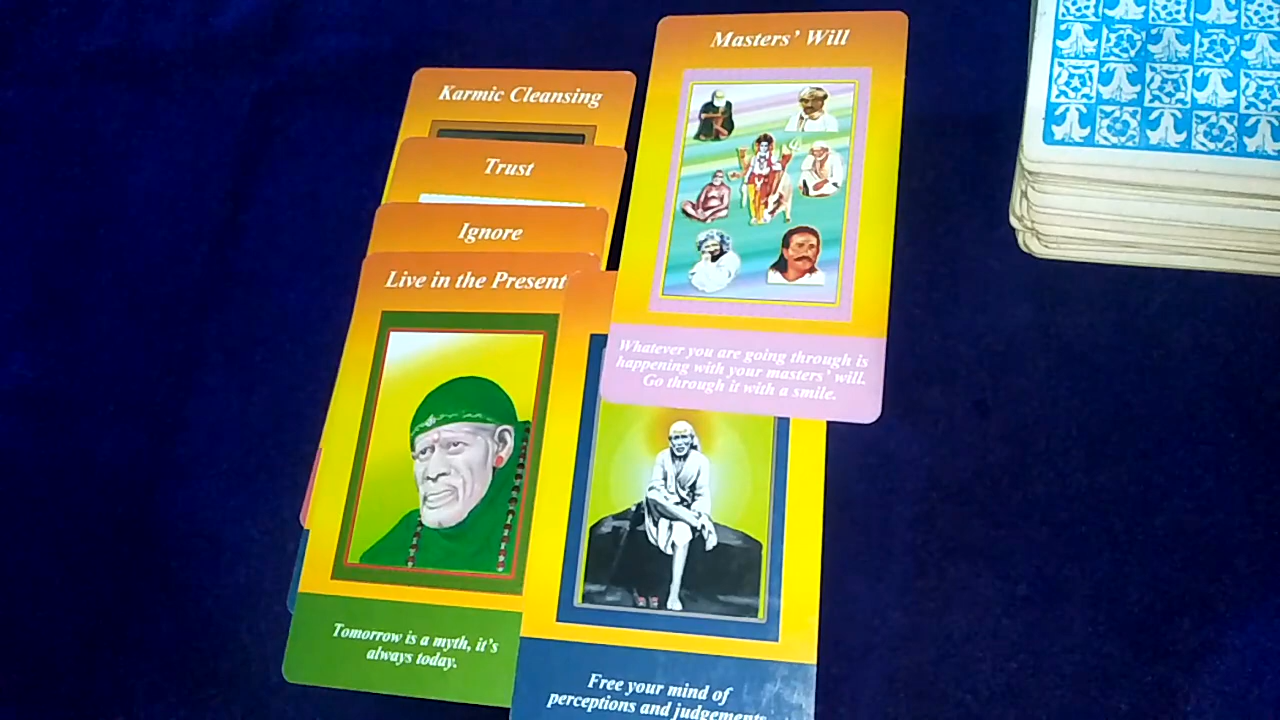 Masters' Will
Karmic Cleansing
Trust
Ignore
Live in the Present
Whatever you are going through is
happening with your masters' will.
Go through it with a smile.
Tomorrow is a myth, it's
always today.
Free your mind of
perceptions and judgements